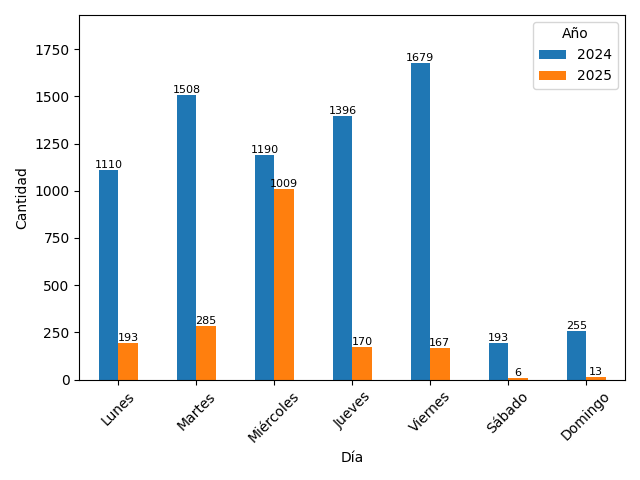 Año
2024
2025
Cantidad
1750
1500
1250
1000
750
500
250
0
1110
193
1508
285
1190
1009
1396
170
1679
167
193
6
255
13
Lunes
Martes
Miércoles
Jueves
Viernes
Sábado
Domingo
Día